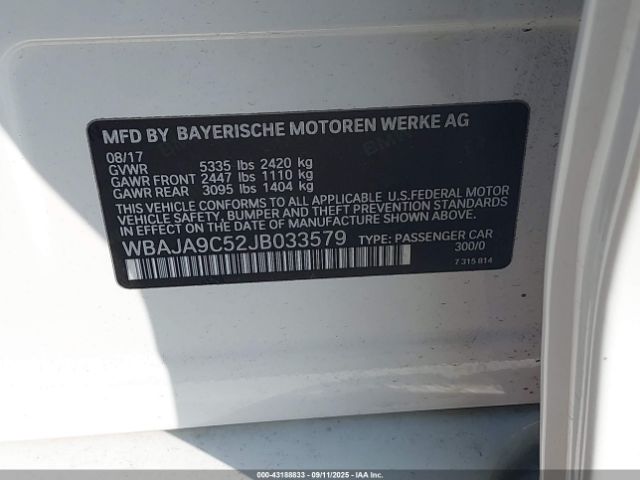 MFD BY BAYERISCHE MOTOREN WERKE AG
08/17
GVWR 5335 lbs 2420 kg
GAWR FRONT 2447 lbs 1110 kg
GAWR REAR 3095 lbs 1404 kg
THIS VEHICLE CONFORMS TO ALL APPLICABLE U.S.FEDERAL MOTOR
VEHICLE SAFETY, BUMPER AND THEFT PREVENTION STANDARDS
IN EFFECT ON THE DATE OF MANUFACTURE SHOWN ABOVE.
WBAJA9C52JB033579 TYPE: PASSENGER CAR
300/0
7 315 814
000-43188833 - 09/11/2025 - IAA Inc.